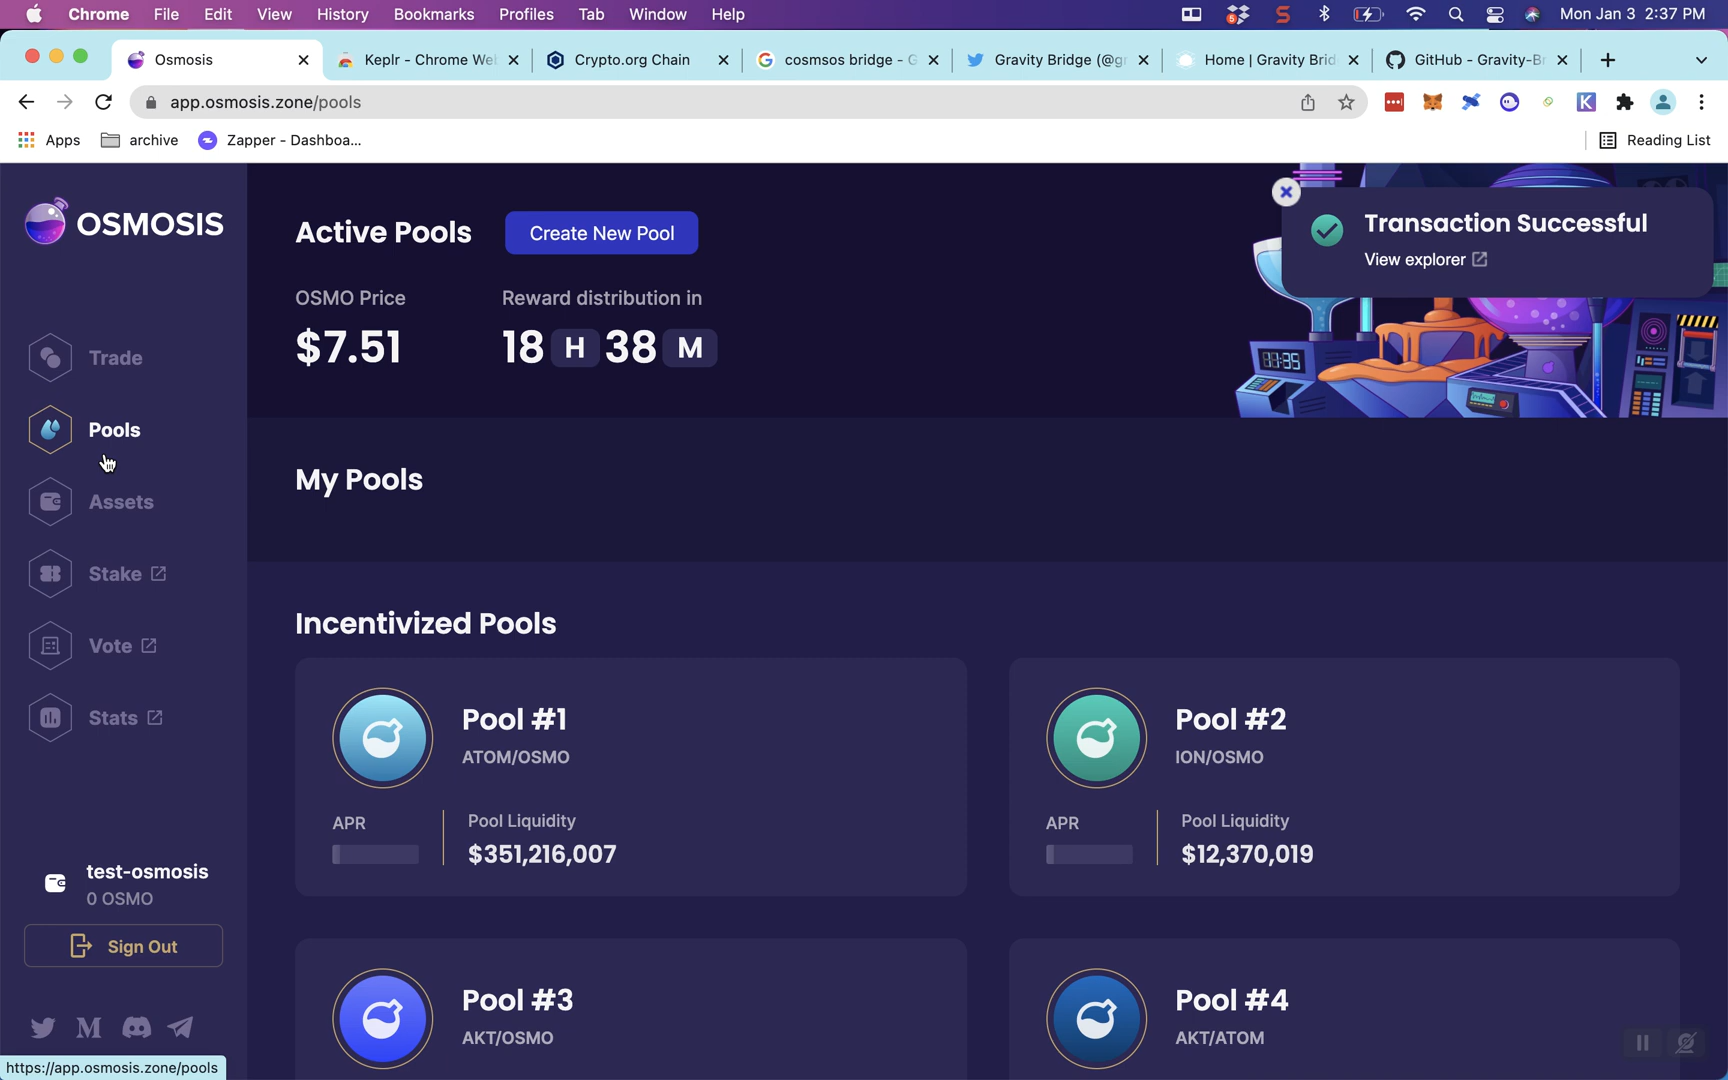 Chrome File Edit View History Bookmarks Profiles Tab Window Help
5
Mon Jan 3 2:37 PM
Osmosis
Keplr - Chrome We
Crypto.org Chain
cosmsos bridge - G
Gravity Bridge (@gr
Home | Gravity Brid
GitHub - Gravity-Br
app.osmosis.zone/pools
K
Apps
archive
Zapper - Dashboa...
Reading List
OSMOSIS
Active Pools
Create New Pool
Transaction Successful
View explorer
OSMO Price
Reward distribution in
$7.51
18 H 38 M
11:35
Trade
Pools
Assets
Stake
Vote
Stats
My Pools
Incentivized Pools
Pool #1
ATOM/OSMO
APR
Pool Liquidity
$351,216,007
Pool #2
ION/OSMO
APR
Pool Liquidity
$12,370,019
Pool #3
AKT/OSMO
Pool #4
AKT/ATOM
test-osmosis
0 OSMO
Sign Out
https://app.osmosis.zone/pools